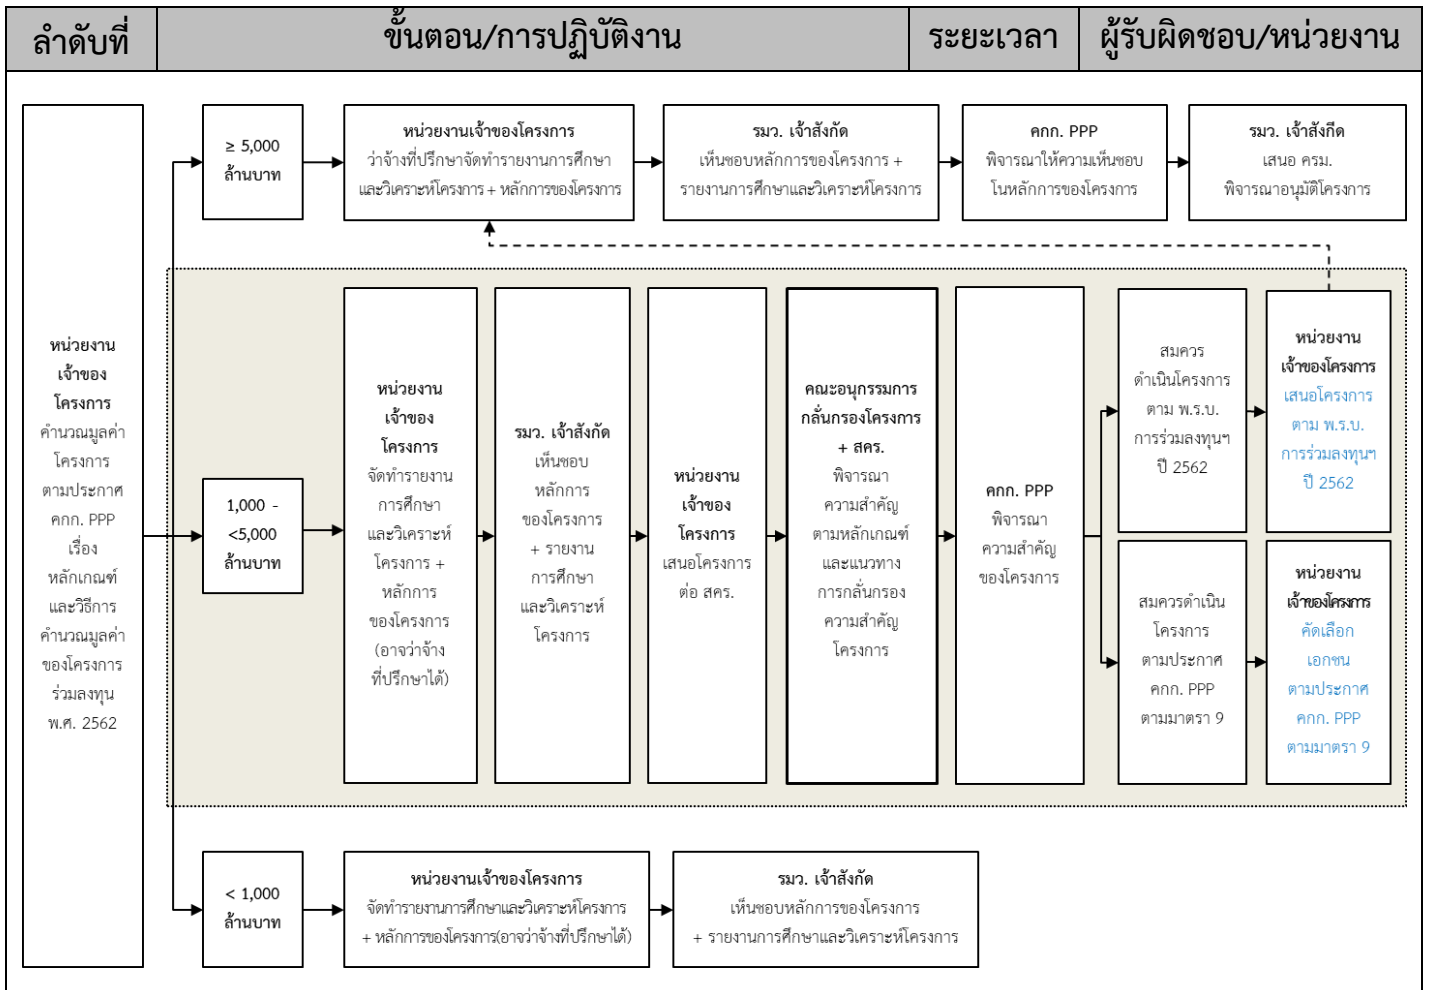 ลำดับที่
ขั้นตอน/การปฏิบัติงาน
ระยะเวลา
ผู้รับผิดชอบ/หน่วยงาน
หน่วยงาน
เจ้าของ
โครงการ
คำนวณมูลค่า
โครงการ
ตามประกาศ
คกก. PPP
เรื่อง
หลักเกณฑ์
และวิธีการ
คำนวณมูลค่า
ของโครงการ
ร่วมลงทุน
พ.ศ. 2562
≥ 5,000
ล้านบาท
หน่วยงานเจ้าของโครงการ
ว่าจ้างที่ปรึกษาจัดทำรายงานการศึกษา
และวิเคราะห์โครงการ + หลักการของโครงการ
รมว. เจ้าสังกัด
เห็นชอบหลักการของโครงการ +
รายงานการศึกษาและวิเคราะห์โครงการ
คกก. PPP
พิจารณาให้ความเห็นชอบ
ในหลักการของโครงการ
รมว. เจ้าสังกัด
เสนอ ครม.
พิจารณาอนุมัติโครงการ
1,000 -
<5,000
ล้านบาท
หน่วยงาน
เจ้าของ
โครงการ
จัดทำรายงาน
การศึกษา
และวิเคราะห์
โครงการ +
หลักการ
ของโครงการ
(อาจว่าจ้าง
ที่ปรึกษาได้)
รมว. เจ้าสังกัด
เห็นชอบ
หลักการ
ของโครงการ
+ รายงาน
การศึกษา
และวิเคราะห์
โครงการ
หน่วยงาน
เจ้าของ
โครงการ
เสนอโครงการ
ต่อ สคร.
คณะอนุกรรมการ
กลั่นกรองโครงการ
+ สคร.
พิจารณา
ความสำคัญ
ตามหลักเกณฑ์
และแนวทาง
การกลั่นกรอง
ความสำคัญ
โครงการ
คกก. PPP
พิจารณา
ความสำคัญ
ของโครงการ
สมควร
ดำเนินโครงการ
ตาม พ.ร.บ.
การร่วมลงทุนฯ
ปี 2562
หน่วยงาน
เจ้าของโครงการ
เสนอโครงการ
ตาม พ.ร.บ.
การร่วมลงทุนฯ
ปี 2562
สมควรดำเนิน
โครงการ
ตามประกาศ
คกก. PPP
ตามมาตรา 9
หน่วยงาน
เจ้าของโครงการ
คัดเลือก
เอกชน
ตามประกาศ
คกก. PPP
ตามมาตรา 9
< 1,000
ล้านบาท
หน่วยงานเจ้าของโครงการ
จัดทำรายงานการศึกษาและวิเคราะห์โครงการ
+ หลักการของโครงการ(อาจว่าจ้างที่ปรึกษาได้)
รมว. เจ้าสังกัด
เห็นชอบหลักการของโครงการ
+ รายงานการศึกษาและวิเคราะห์โครงการ